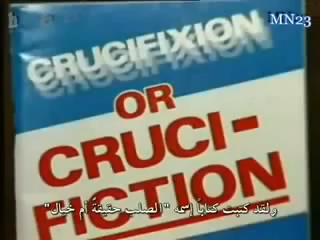 MN23
CRUCIFIXION
OR
CRUCI-
FICTION
ولقد كتبت كتاباً إسمه "الصلب حقيقةً أم خيال"